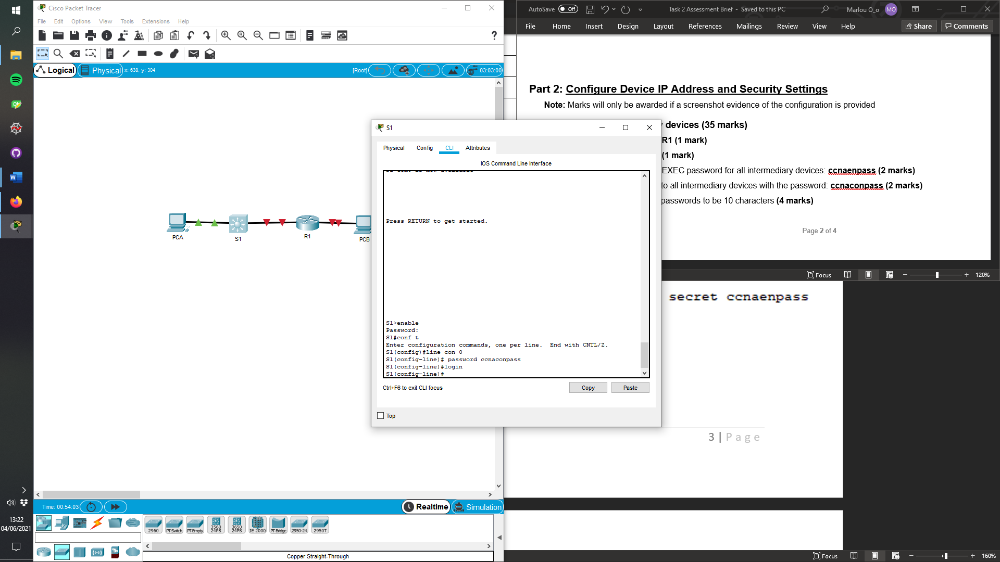 Cisco Packet Tracer
File Edit Options View Tools Extensions Help
Logical
Physical
x: 638, y: 304
[Root]
03:03:00
PCA
S1
R1
PCB
Time: 00:54:03
Realtime
Simulation
2960
PT-Switch
PT-Empty
3560 24PS
3650 24PS
IE 2000
PT-Bridge
2950-24
2950T
Copper Straight-Through
13:22
04/06/2021
S1
Physical Config CLI Attributes
IOS Command Line Interface
Press RETURN to get started.
S1>enable
Password:
S1#conf t
Enter configuration commands, one per line.  End with CNTL/Z.
S1(config)#line con 0
S1(config-line)# password ccnaconpass
S1(config-line)#login
S1(config-line)#
Ctrl+F6 to exit CLI focus
Copy
Paste
Top
AutoSave Off
Task 2 Assessment Brief - Saved to this PC
Marlou O_o
MO
File Home Insert Design Layout References Mailings Review View Help
Share
Comments
Part 2: Configure Device IP Address and Security Settings
Note: Marks will only be awarded if a screenshot evidence of the configuration is provided
devices (35 marks)
R1 (1 mark)
(1 mark)
EXEC password for all intermediary devices: ccnaenpass (2 marks)
to all intermediary devices with the password: ccnaconpass (2 marks)
passwords to be 10 characters (4 marks)
Page 2 of 4
Focus
120%
secret ccnaenpass
3 | Page
Focus
160%